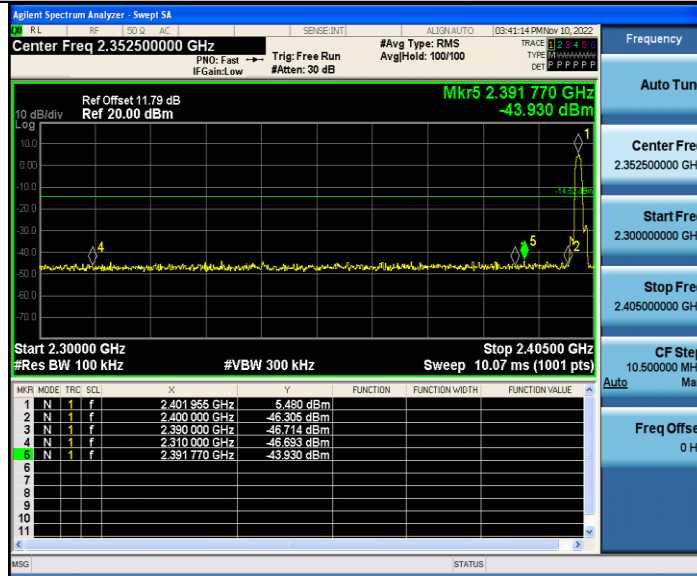 Agilent Spectrum Analyzer - Swept SA
RL RF 50 Ω AC SENSE:INT ALIGN AUTO 03:41:14 PM Nov 10, 2022
Center Freq 2.352500000 GHz
PNO: Fast
IFGain:Low
Trig: Free Run
#Atten: 30 dB
#Avg Type: RMS
Avg|Hold: 100/100
TRACE 1 2 3 4 5 6
TYPE M
DET P P P P P P
Ref Offset 11.79 dB
10 dB/div Ref 20.00 dBm
Log
Mkr5 2.391 770 GHz
-43.930 dBm
10.0
0.00
-10.0
-20.0
-30.0
-40.0
-50.0
-60.0
-70.0
1
-14.52 dBm
4
5
2
Start 2.30000 GHz Stop 2.40500 GHz
#Res BW 100 kHz #VBW 300 kHz Sweep 10.07 ms (1001 pts)
MKR MODE TRC SCL X Y FUNCTION FUNCTION WIDTH FUNCTION VALUE
1 N 1 f 2.401 955 GHz 5.480 dBm
2 N 1 f 2.400 000 GHz -46.305 dBm
3 N 1 f 2.390 000 GHz -46.714 dBm
4 N 1 f 2.310 000 GHz -46.693 dBm
5 N 1 f 2.391 770 GHz -43.930 dBm
6
7
8
9
10
11
MSG STATUS
Frequency
Auto Tun
Center Fre
2.352500000 GH
Start Fre
2.300000000 GH
Stop Fre
2.405000000 GH
CF Step
10.500000 MH
Auto Ma
Freq Offse
0 H